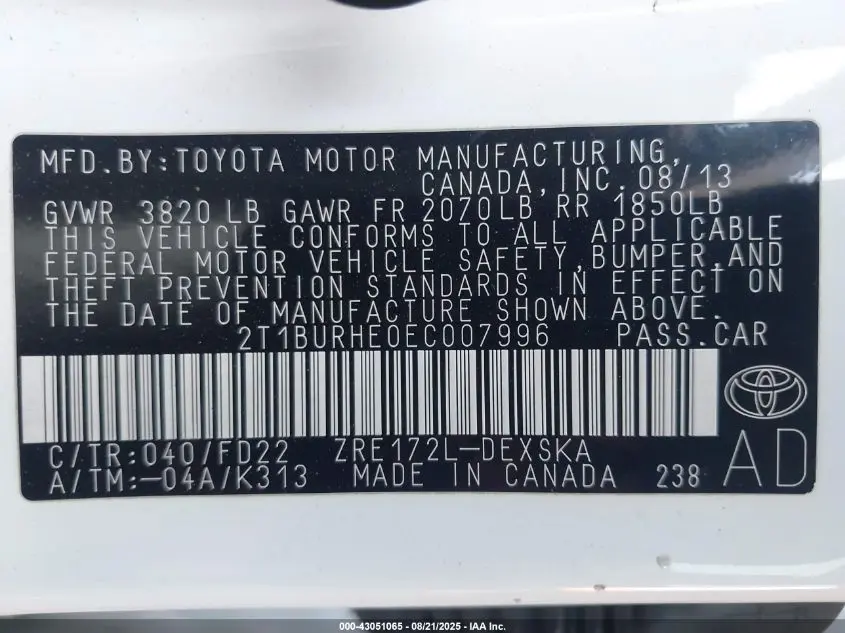 MFD.BY:TOYOTA MOTOR MANUFACTURING,
CANADA,INC. 08/13
GVWR 3820 LB GAWR FR 2070LB RR 1850LB
THIS VEHICLE CONFORMS TO ALL APPLICABLE
FEDERAL MOTOR VEHICLE SAFETY,BUMPER,AND
THEFT PREVENTION STANDARDS IN EFFECT ON
THE DATE OF MANUFACTURE SHOWN ABOVE.
2T1BURHE0EC007996 PASS.CAR
C/TR:040/FD22 ZRE172L-DEXSKA
A/TM:-04A/K313 MADE IN CANADA 238 AD
000-43051065 - 08/21/2025 - IAA Inc.